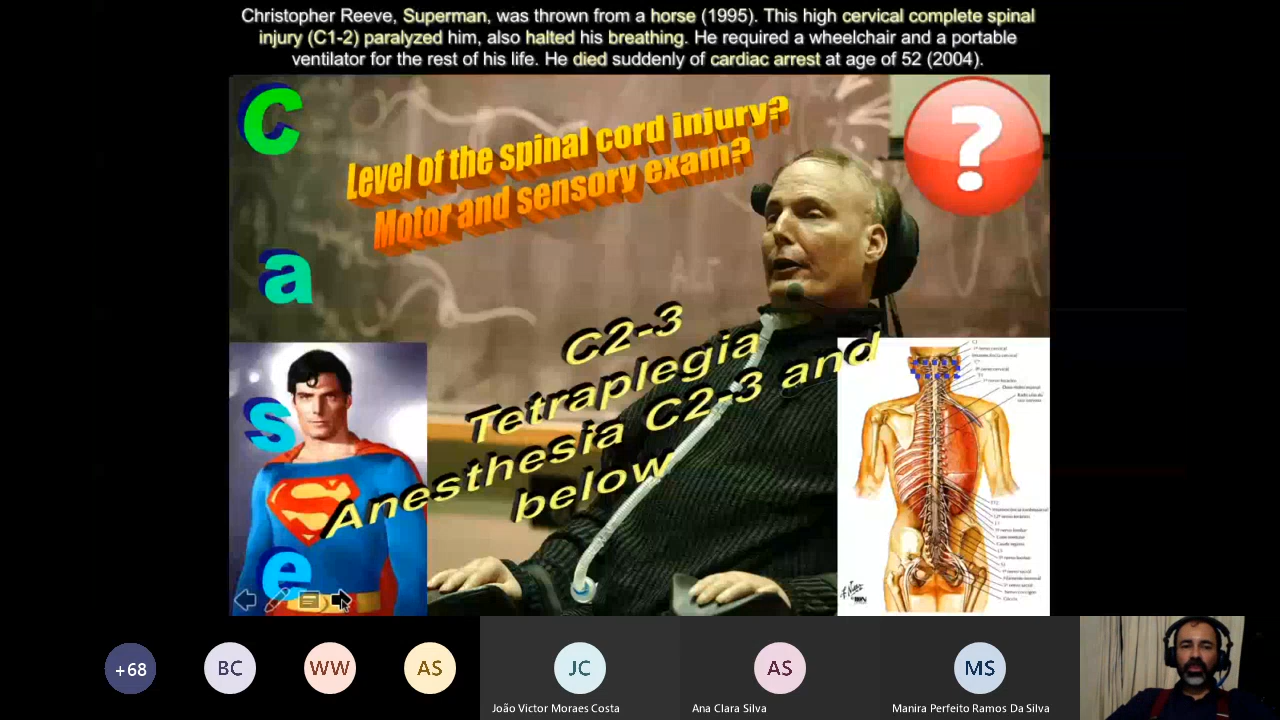 Christopher Reeve, Superman, was thrown from a horse (1995). This high cervical complete spinal
injury (C1-2) paralyzed him, also halted his breathing. He required a wheelchair and a portable
ventilator for the rest of his life. He died suddenly of cardiac arrest at age of 52 (2004).
C
a
s
e
Level of the spinal cord injury?
Motor and sensory exam?
?
C2-3
Tetraplegia
Anesthesia C2-3 and
below
+68
BC
WW
AS
JC
AS
MS
João Victor Moraes Costa
Ana Clara Silva
Manira Perfeito Ramos Da Silva